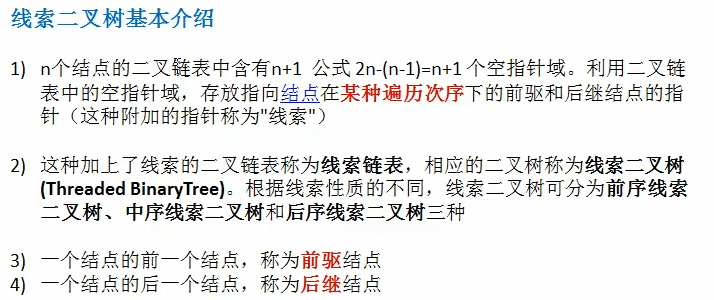 线索二叉树基本介绍
1) n个结点的二叉链表中含有n+1 公式 2n-(n-1)=n+1 个空指针域。利用二叉链
表中的空指针域，存放指向结点在某种遍历次序下的前驱和后继结点的指
针（这种附加的指针称为"线索"）
2) 这种加上了线索的二叉链表称为线索链表，相应的二叉树称为线索二叉树
(Threaded BinaryTree)。根据线索性质的不同，线索二叉树可分为前序线索
二叉树、中序线索二叉树和后序线索二叉树三种
3) 一个结点的前一个结点，称为前驱结点
4) 一个结点的后一个结点，称为后继结点